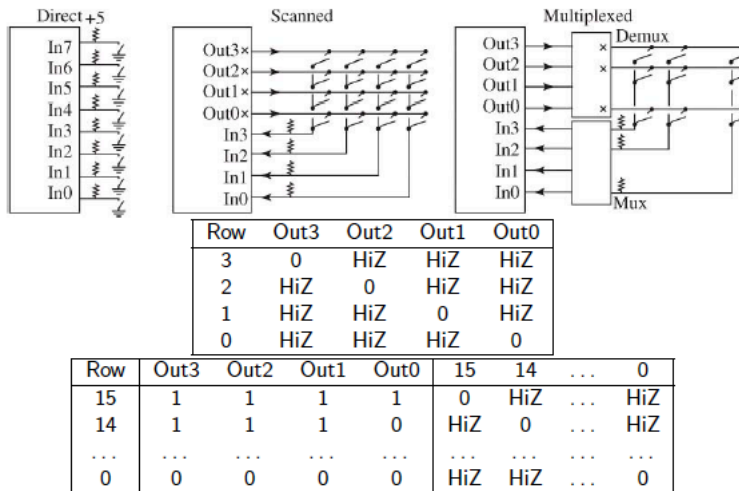 Direct +5
In7
In6
In5
In4
In3
In2
In1
In0
Scanned
Out3×
Out2×
Out1×
Out0×
In3
In2
In1
In0
Multiplexed
Demux
Out3
Out2
Out1
Out0
In3
In2
In1
In0
×
×
×
Mux
Row Out3 Out2 Out1 Out0
3 0 HiZ HiZ HiZ
2 HiZ 0 HiZ HiZ
1 HiZ HiZ 0 HiZ
0 HiZ HiZ HiZ 0
Row Out3 Out2 Out1 Out0 15 14 ... 0
15 1 1 1 1 0 HiZ ... HiZ
14 1 1 1 0 HiZ 0 ... HiZ
... ... ... ... ... ... ... ... ...
0 0 0 0 0 HiZ HiZ ... 0